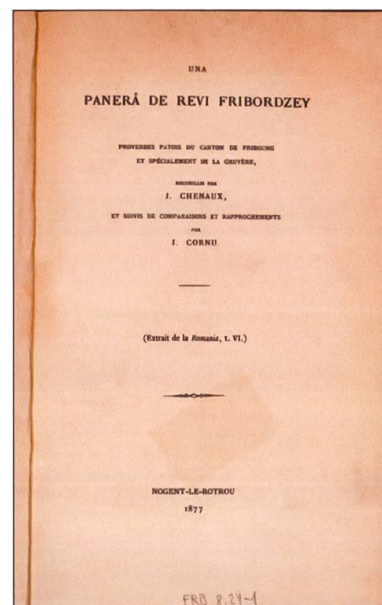 UNA
PANERÂ DE REVI FRIBORDZEY
PROVERBES PATOIS DU CANTON DE FRIBOURG
ET SPÉCIALEMENT DE LA GRUYÈRE,
RECUEILLIS PAR
J. CHENAUX,
ET SUIVIS DE COMPARAISONS ET RAPPROCHEMENTS
PAR
J. CORNU.
(Extrait de la Romania, t. VI.)
NOGENT-LE-ROTROU
1877
FRB 8.24-1